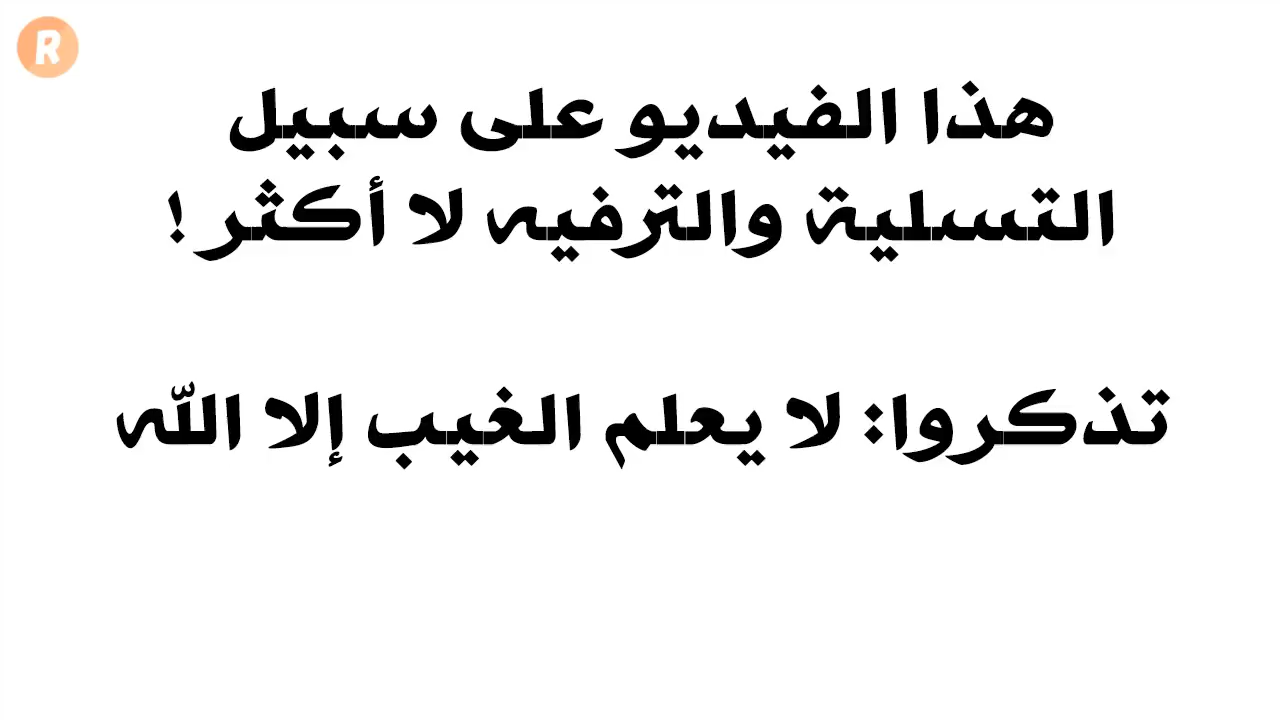 R
هذا الفيديو على سبيل
التسلية والترفيه لا أكثر !
تذكروا: لا يعلم الغيب إلا الله